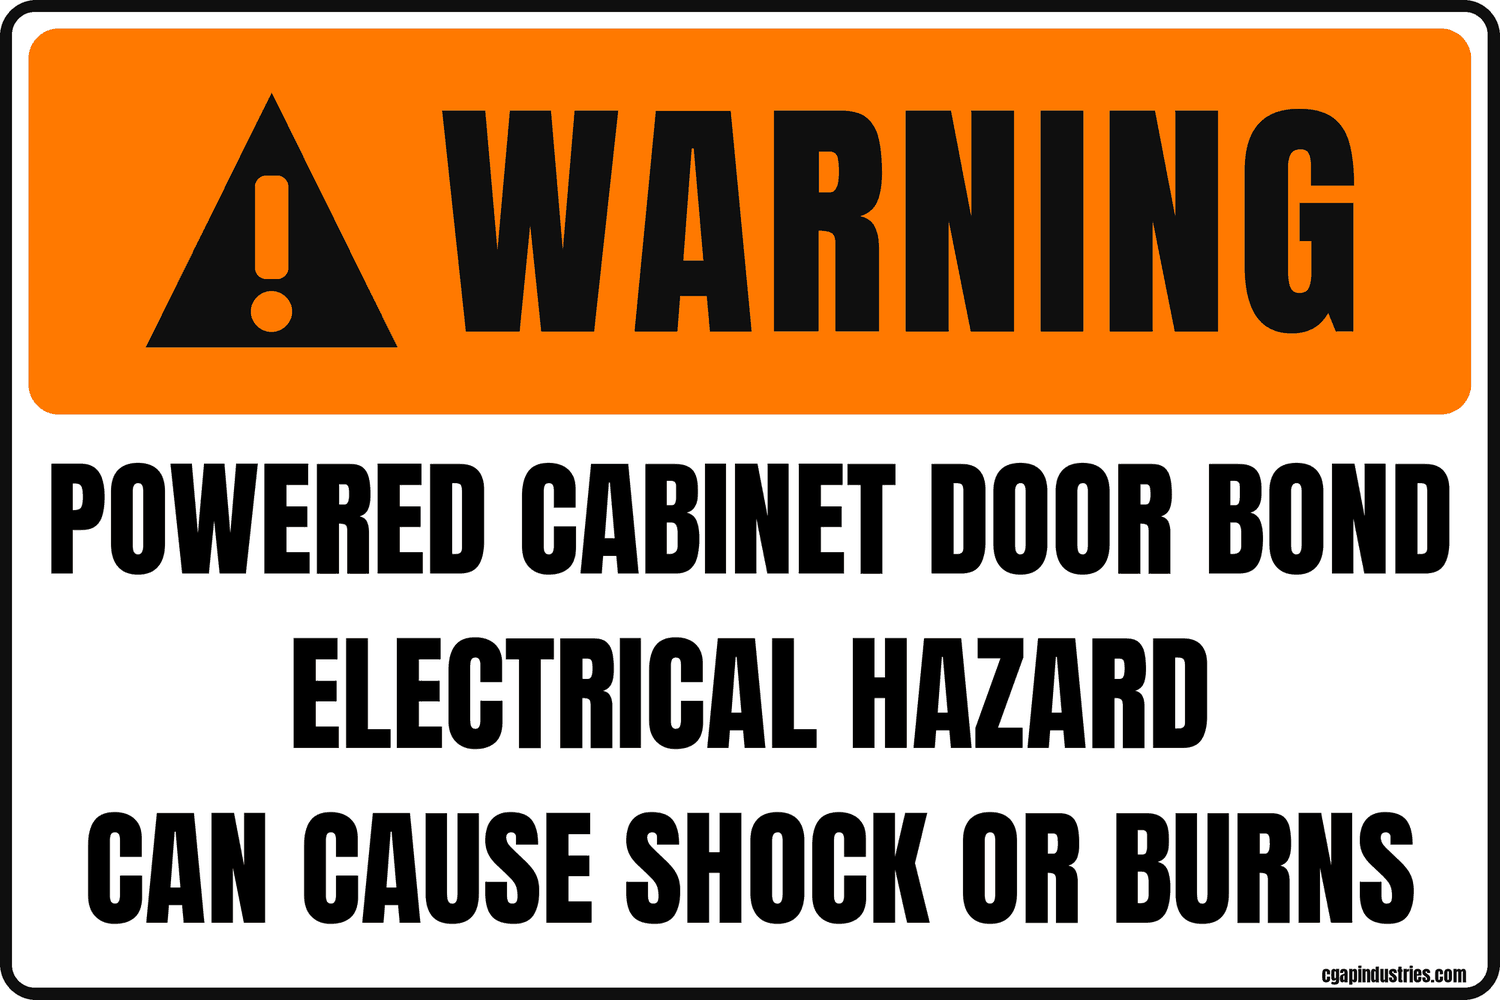 WARNING
POWERED CABINET DOOR BOND
ELECTRICAL HAZARD
CAN CAUSE SHOCK OR BURNS
cgapindustries.com